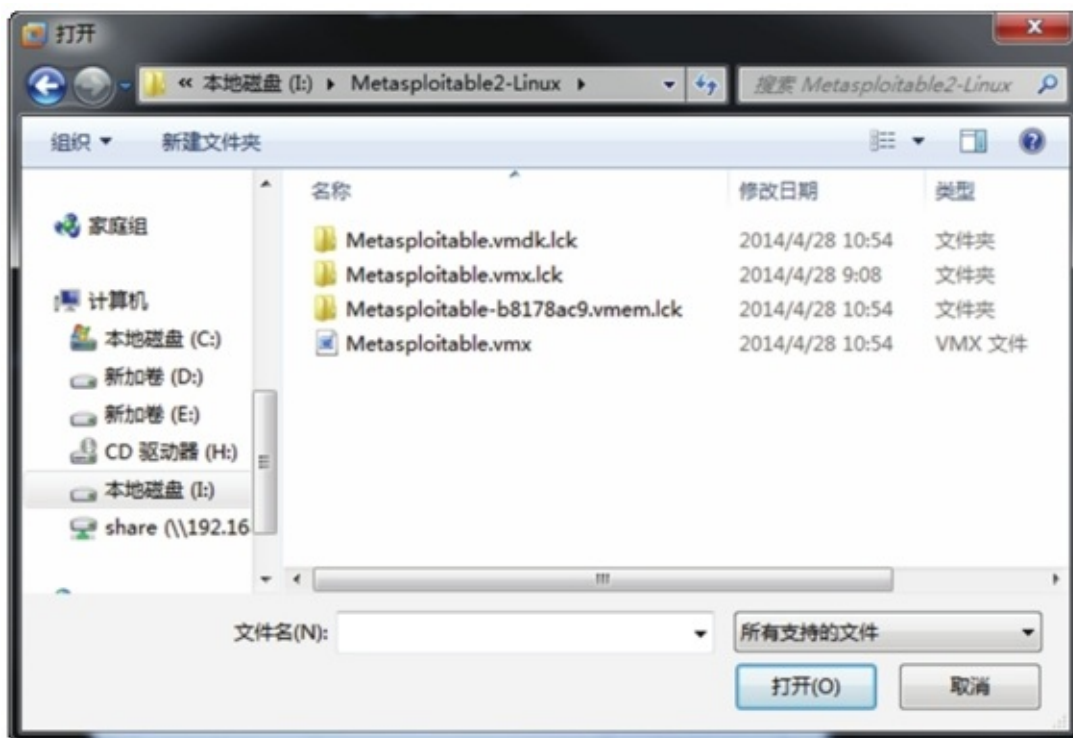 打开
« 本地磁盘 (I:) ▸ Metasploitable2-Linux ▸
搜索 Metasploitable2-Linux
组织 新建文件夹
名称 修改日期 类型
家庭组
计算机
本地磁盘 (C:)
新加卷 (D:)
新加卷 (E:)
CD 驱动器 (H:)
本地磁盘 (I:)
share (\\192.16
Metasploitable.vmdk.lck 2014/4/28 10:54 文件夹
Metasploitable.vmx.lck 2014/4/28 9:08 文件夹
Metasploitable-b8178ac9.vmem.lck 2014/4/28 10:54 文件夹
Metasploitable.vmx 2014/4/28 10:54 VMX 文件
文件名(N):
所有支持的文件
打开(O) 取消